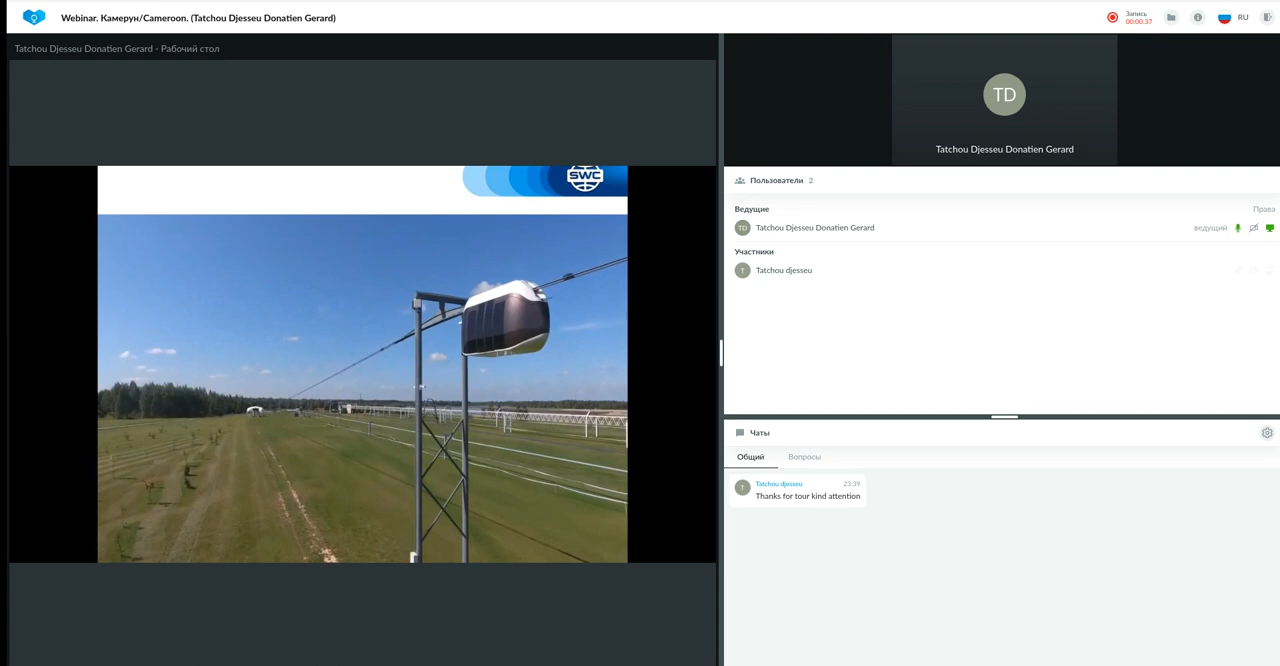 Webinar. Камерун/Cameroon. (Tatchou Djesseu Donatien Gerard)
Запись
00:00:37
RU
Tatchou Djesseu Donatien Gerard - Рабочий стол
SWC
TD
Tatchou Djesseu Donatien Gerard
Пользователи 2
Ведущие Права
TD Tatchou Djesseu Donatien Gerard ведущий
Участники
T Tatchou djesseu
Чаты
Общий Вопросы
T Tatchou djesseu 23:39
Thanks for tour kind attention